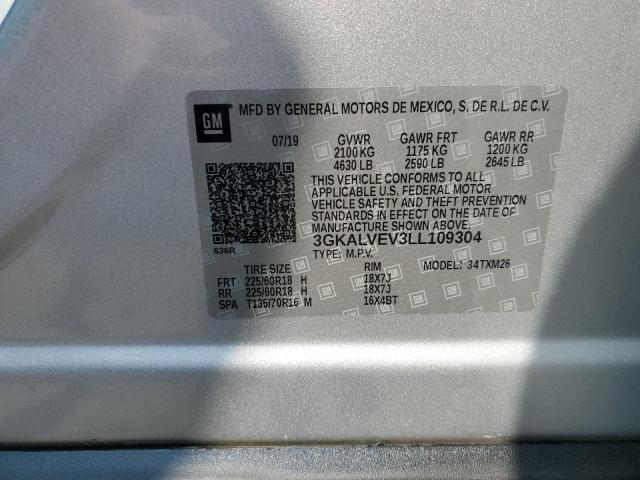 GM MFD BY GENERAL MOTORS DE MEXICO, S. DE R.L. DE C.V.
07/19 GVWR GAWR FRT GAWR RR
2100 KG 1175 KG 1200 KG
4630 LB 2590 LB 2645 LB
THIS VEHICLE CONFORMS TO ALL
APPLICABLE U.S. FEDERAL MOTOR
VEHICLE SAFETY AND THEFT PREVENTION
STANDARDS IN EFFECT ON THE DATE OF
MANUFACTURE SHOWN ABOVE.
3GKALVEV3LL109304
636R TYPE: M.P.V.
TIRE SIZE RIM MODEL: 34TXM26
FRT 225/60R18 H 18X7J
RR 225/60R18 H 18X7J
SPA T135/70R16 M 16X4BT